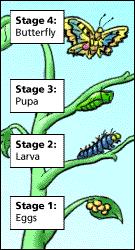 Stage 4:
Butterfly
Stage 3:
Pupa
Stage 2:
Larva
Stage 1:
Eggs